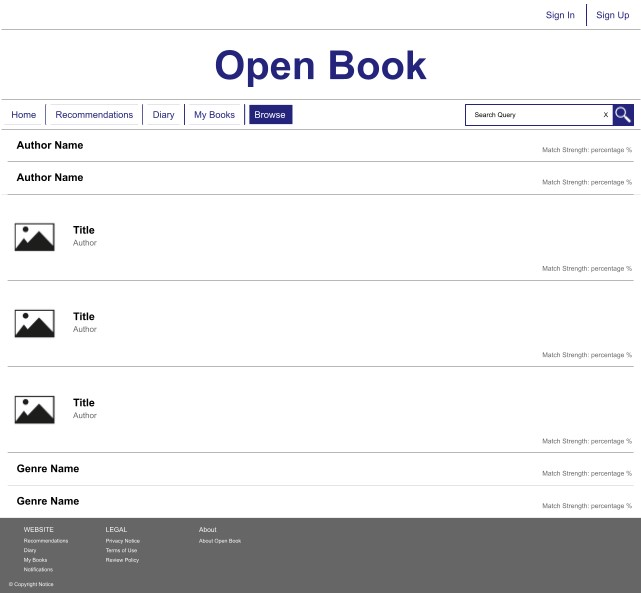 Sign In Sign Up
Open Book
Home Recommendations Diary My Books Browse Search Query X
Author Name
Match Strength: percentage %
Author Name
Match Strength: percentage %
Title
Author
Match Strength: percentage %
Title
Author
Match Strength: percentage %
Title
Author
Match Strength: percentage %
Genre Name
Match Strength: percentage %
Genre Name
Match Strength: percentage %
WEBSITE LEGAL About
Recommendations Privacy Notice About Open Book
Diary Terms of Use
My Books Review Policy
Notifications
© Copyright Notice